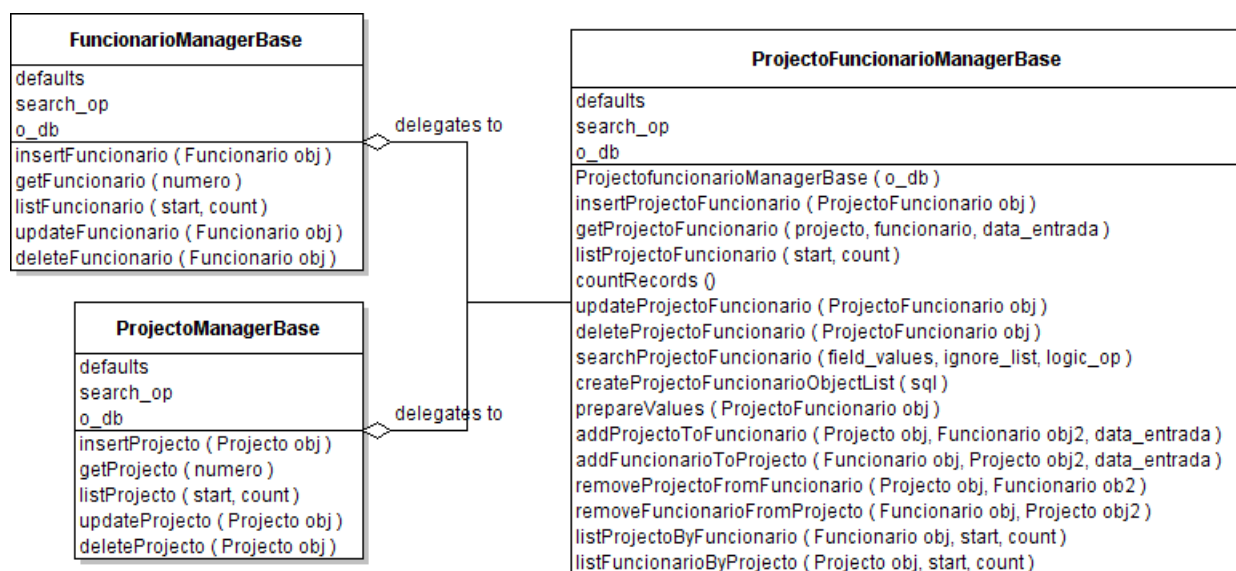 FuncionarioManagerBase
defaults
search_op
o_db
insertFuncionario ( Funcionario obj )
getFuncionario ( numero )
listFuncionario ( start, count )
updateFuncionario ( Funcionario obj )
deleteFuncionario ( Funcionario obj )
delegates to
ProjectoManagerBase
defaults
search_op
o_db
insertProjecto ( Projecto obj )
getProjecto ( numero )
listProjecto ( start, count )
updateProjecto ( Projecto obj )
deleteProjecto ( Projecto obj )
delegates to
ProjectoFuncionarioManagerBase
defaults
search_op
o_db
ProjectofuncionarioManagerBase ( o_db )
insertProjectoFuncionario ( ProjectoFuncionario obj )
getProjectoFuncionario ( projecto, funcionario, data_entrada )
listProjectoFuncionario ( start, count )
countRecords ()
updateProjectoFuncionario ( ProjectoFuncionario obj )
deleteProjectoFuncionario ( ProjectoFuncionario obj )
searchProjectoFuncionario ( field_values, ignore_list, logic_op )
createProjectoFuncionarioObjectList ( sql )
prepareValues ( ProjectoFuncionario obj )
addProjectoToFuncionario ( Projecto obj, Funcionario obj2, data_entrada )
addFuncionarioToProjecto ( Funcionario obj, Projecto obj2, data_entrada )
removeProjectoFromFuncionario ( Projecto obj, Funcionario ob2 )
removeFuncionarioFromProjecto ( Funcionario obj, Projecto obj2 )
listProjectoByFuncionario ( Funcionario obj, start, count )
listFuncionarioByProjecto ( Projecto obj, start, count )